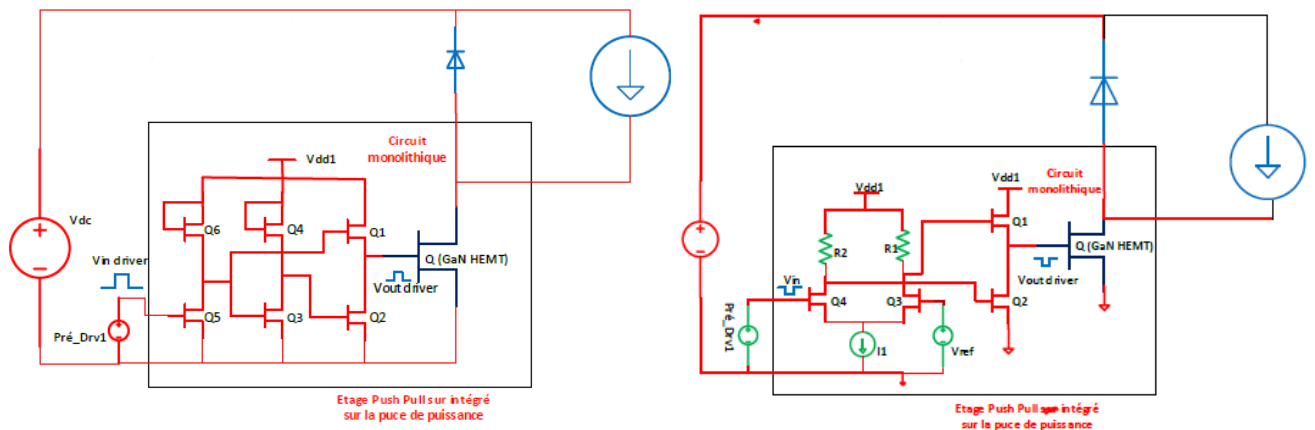 Circuit
monolithique
Vdd1
Q6
Q4
Q1
Vdc
Q (GaN HEMT)
Vin driver
Vout driver
Q5
Q3
Q2
Pré_Drv1
Etage Push Pull sur intégré
sur la puce de puissance
Vdd1
Vdd1
Circuit
monolithique
Q1
R2
R1
Q (GaN HEMT)
Vin
Vout driver
Q4
Q3
Q2
Pré_Drv1
I1
Vref
Etage Push Pull sur intégré
sur la puce de puissance